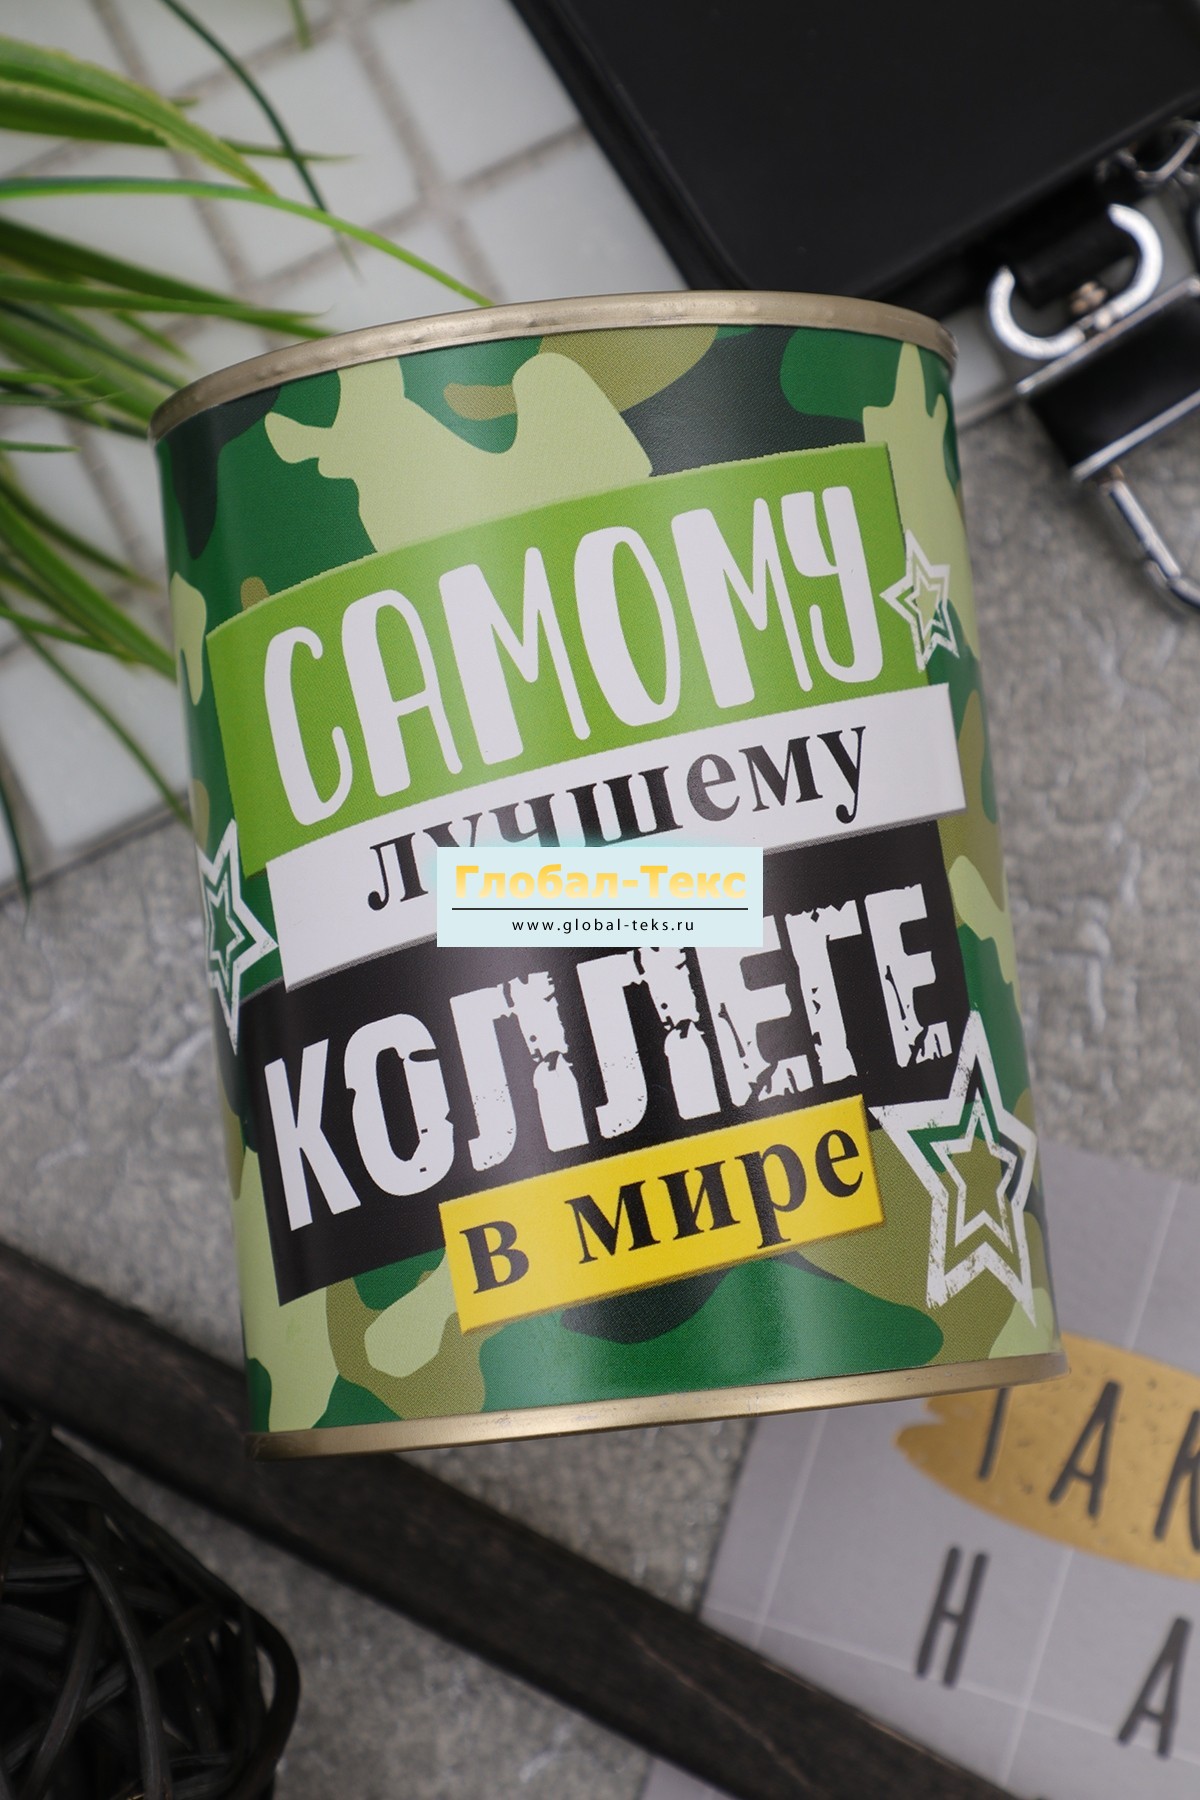 САМОМУ
лучшему
Глобал-Текс
www.global-teks.ru
КОЛЛЕГЕ
в мире
ТАК
НА